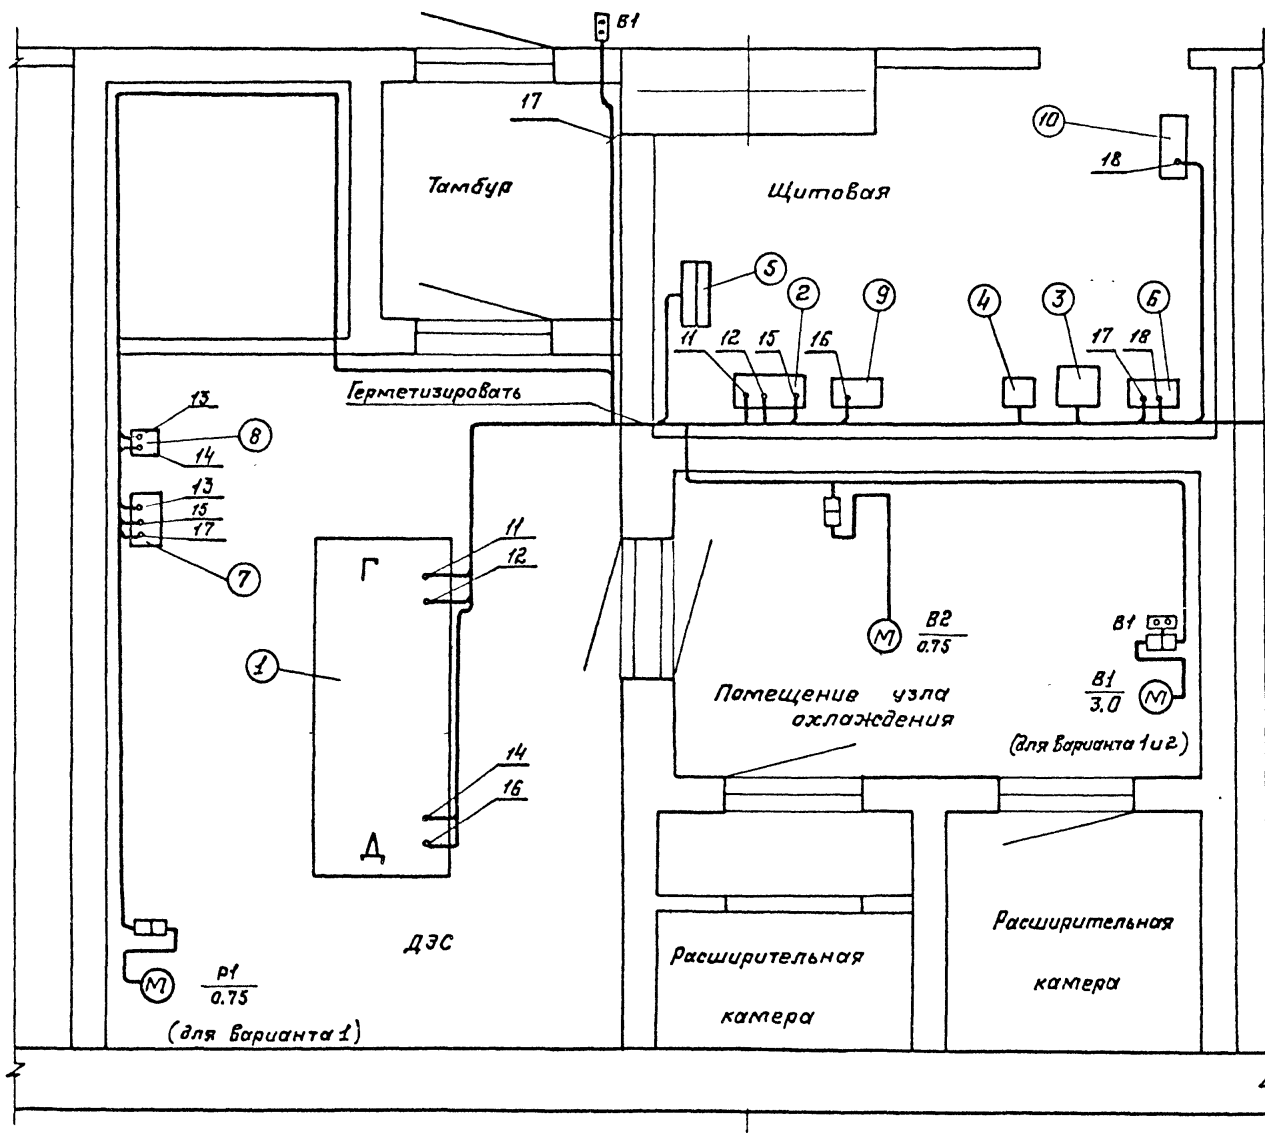 В1
17
10
18
Тамбур
Щитовая
5
2
9
4
3
6
11
12
15
16
17
18
Герметизировать
13
8
14
13
15
17
7
11
12
Г
1
В2
0.75
В1
В1
3.0
Помещение узла
охлаждения
(для варианта 1 и 2)
М
М
14
16
Д
ДЭС
Р1
0.75
М
(для варианта 1)
Расширительная
камера
Расширительная
камера